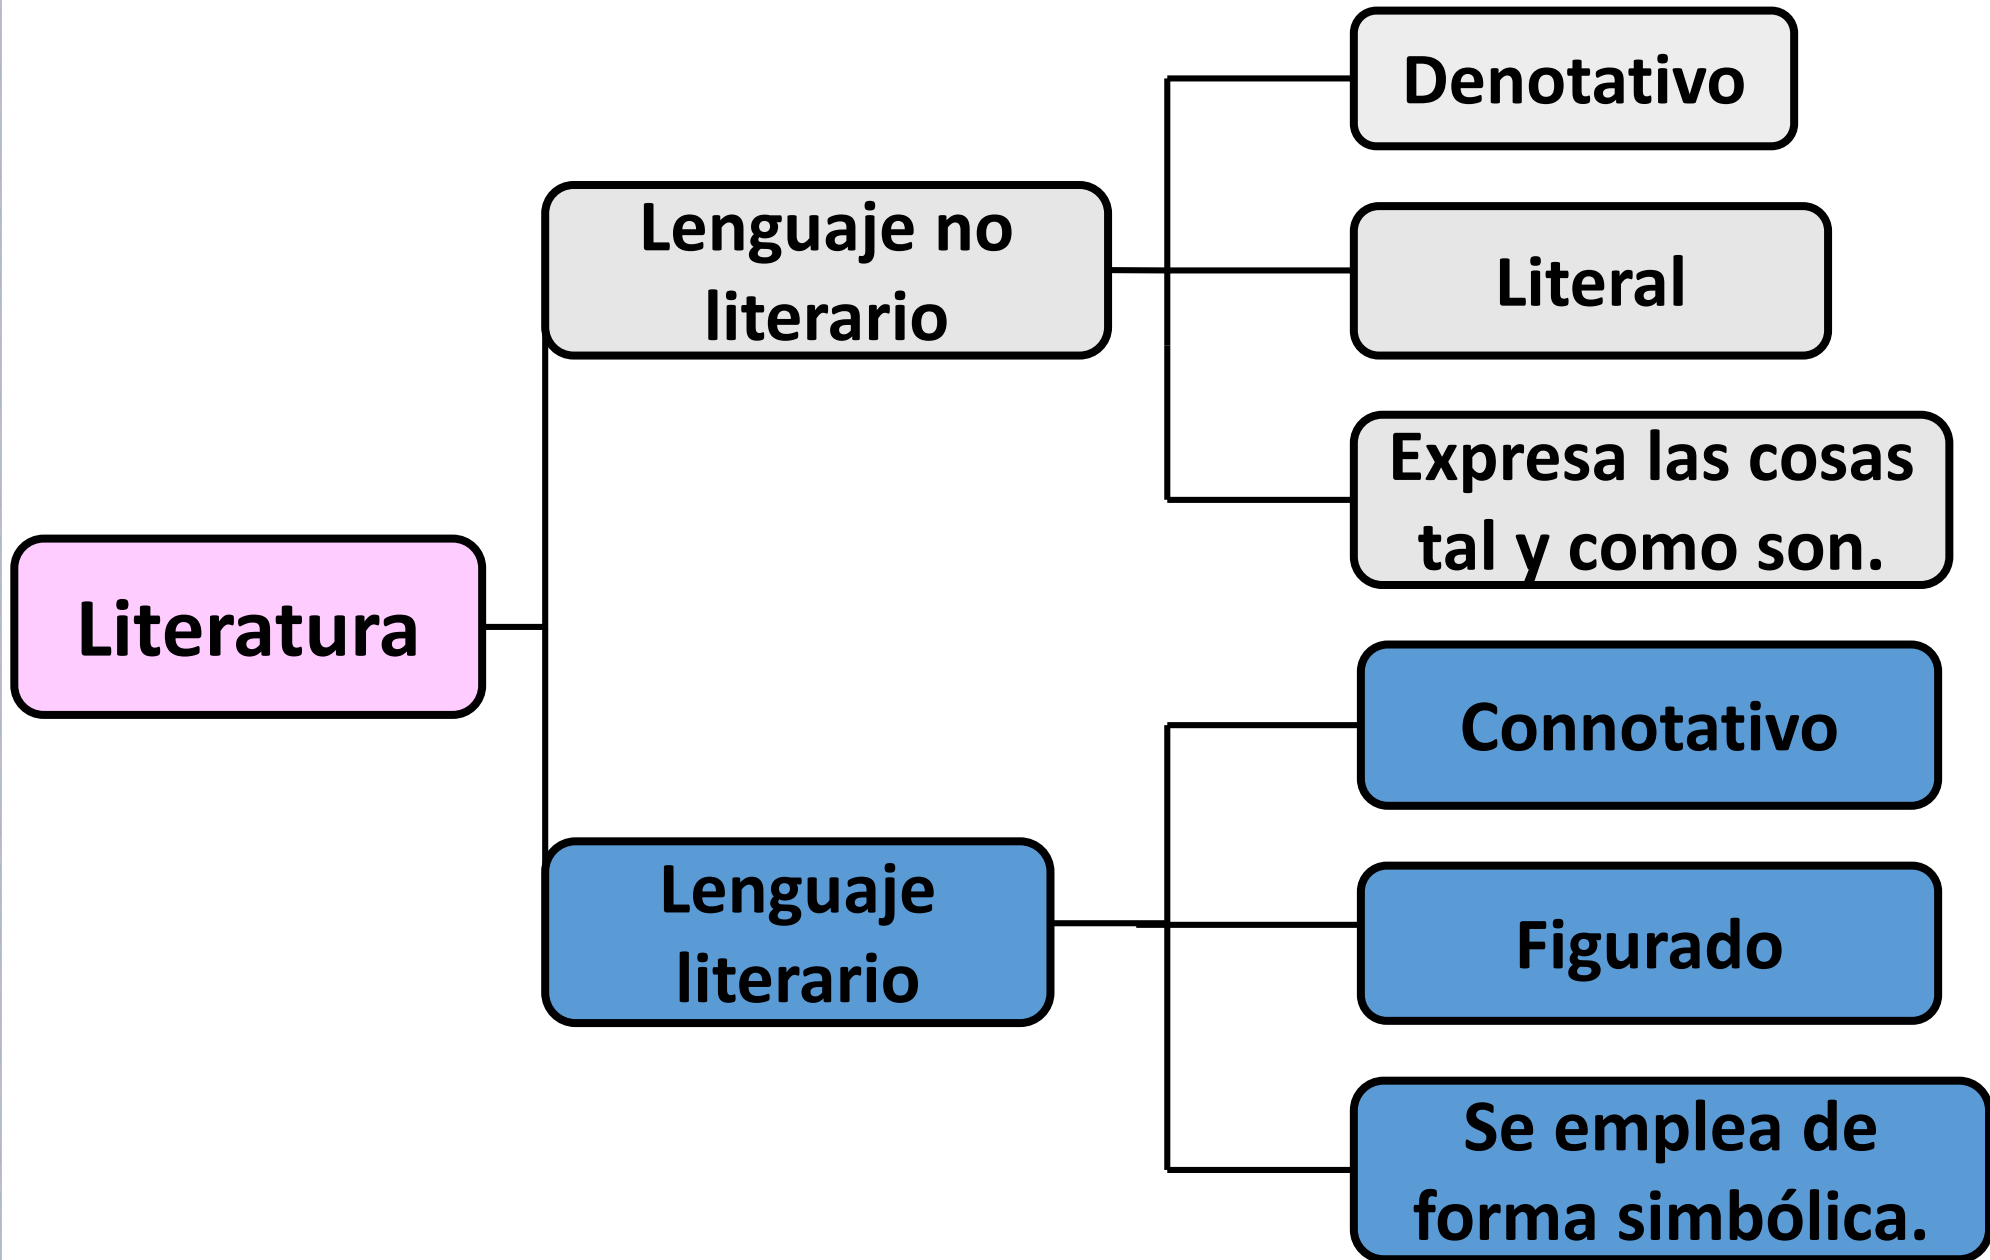 Literatura
Lenguaje no
literario
Denotativo
Literal
Expresa las cosas
tal y como son.
Lenguaje
literario
Connotativo
Figurado
Se emplea de
forma simbólica.